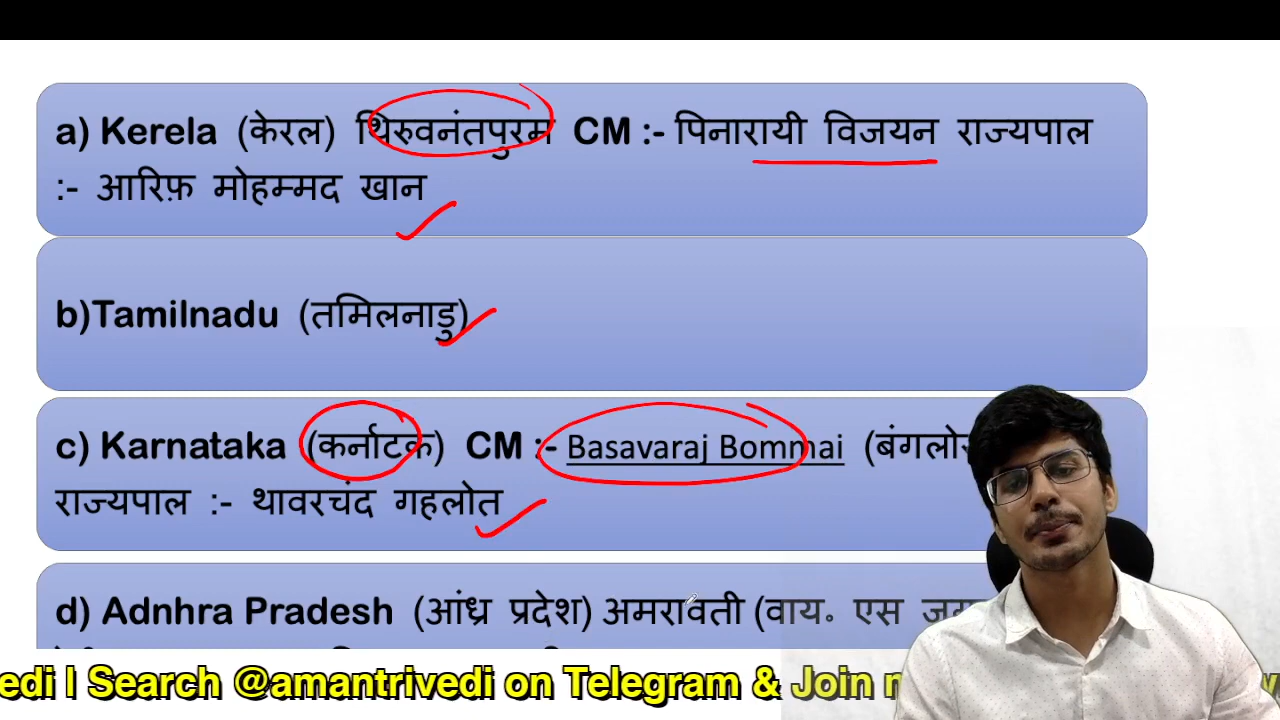 a) Kerela (केरल) थिरुवनंतपुरम CM :- पिनारायी विजयन राज्यपाल
:- आरिफ़ मोहम्मद खान
b)Tamilnadu (तमिलनाडु)
c) Karnataka (कर्नाटक) CM :- Basavaraj Bommai
राज्यपाल :- थावरचंद गहलोत
d) Adnhra Pradesh (आंध्र प्रदेश) अमरावती (वाय॰ एस
edi l Search @amantrivedi on Telegram & Join